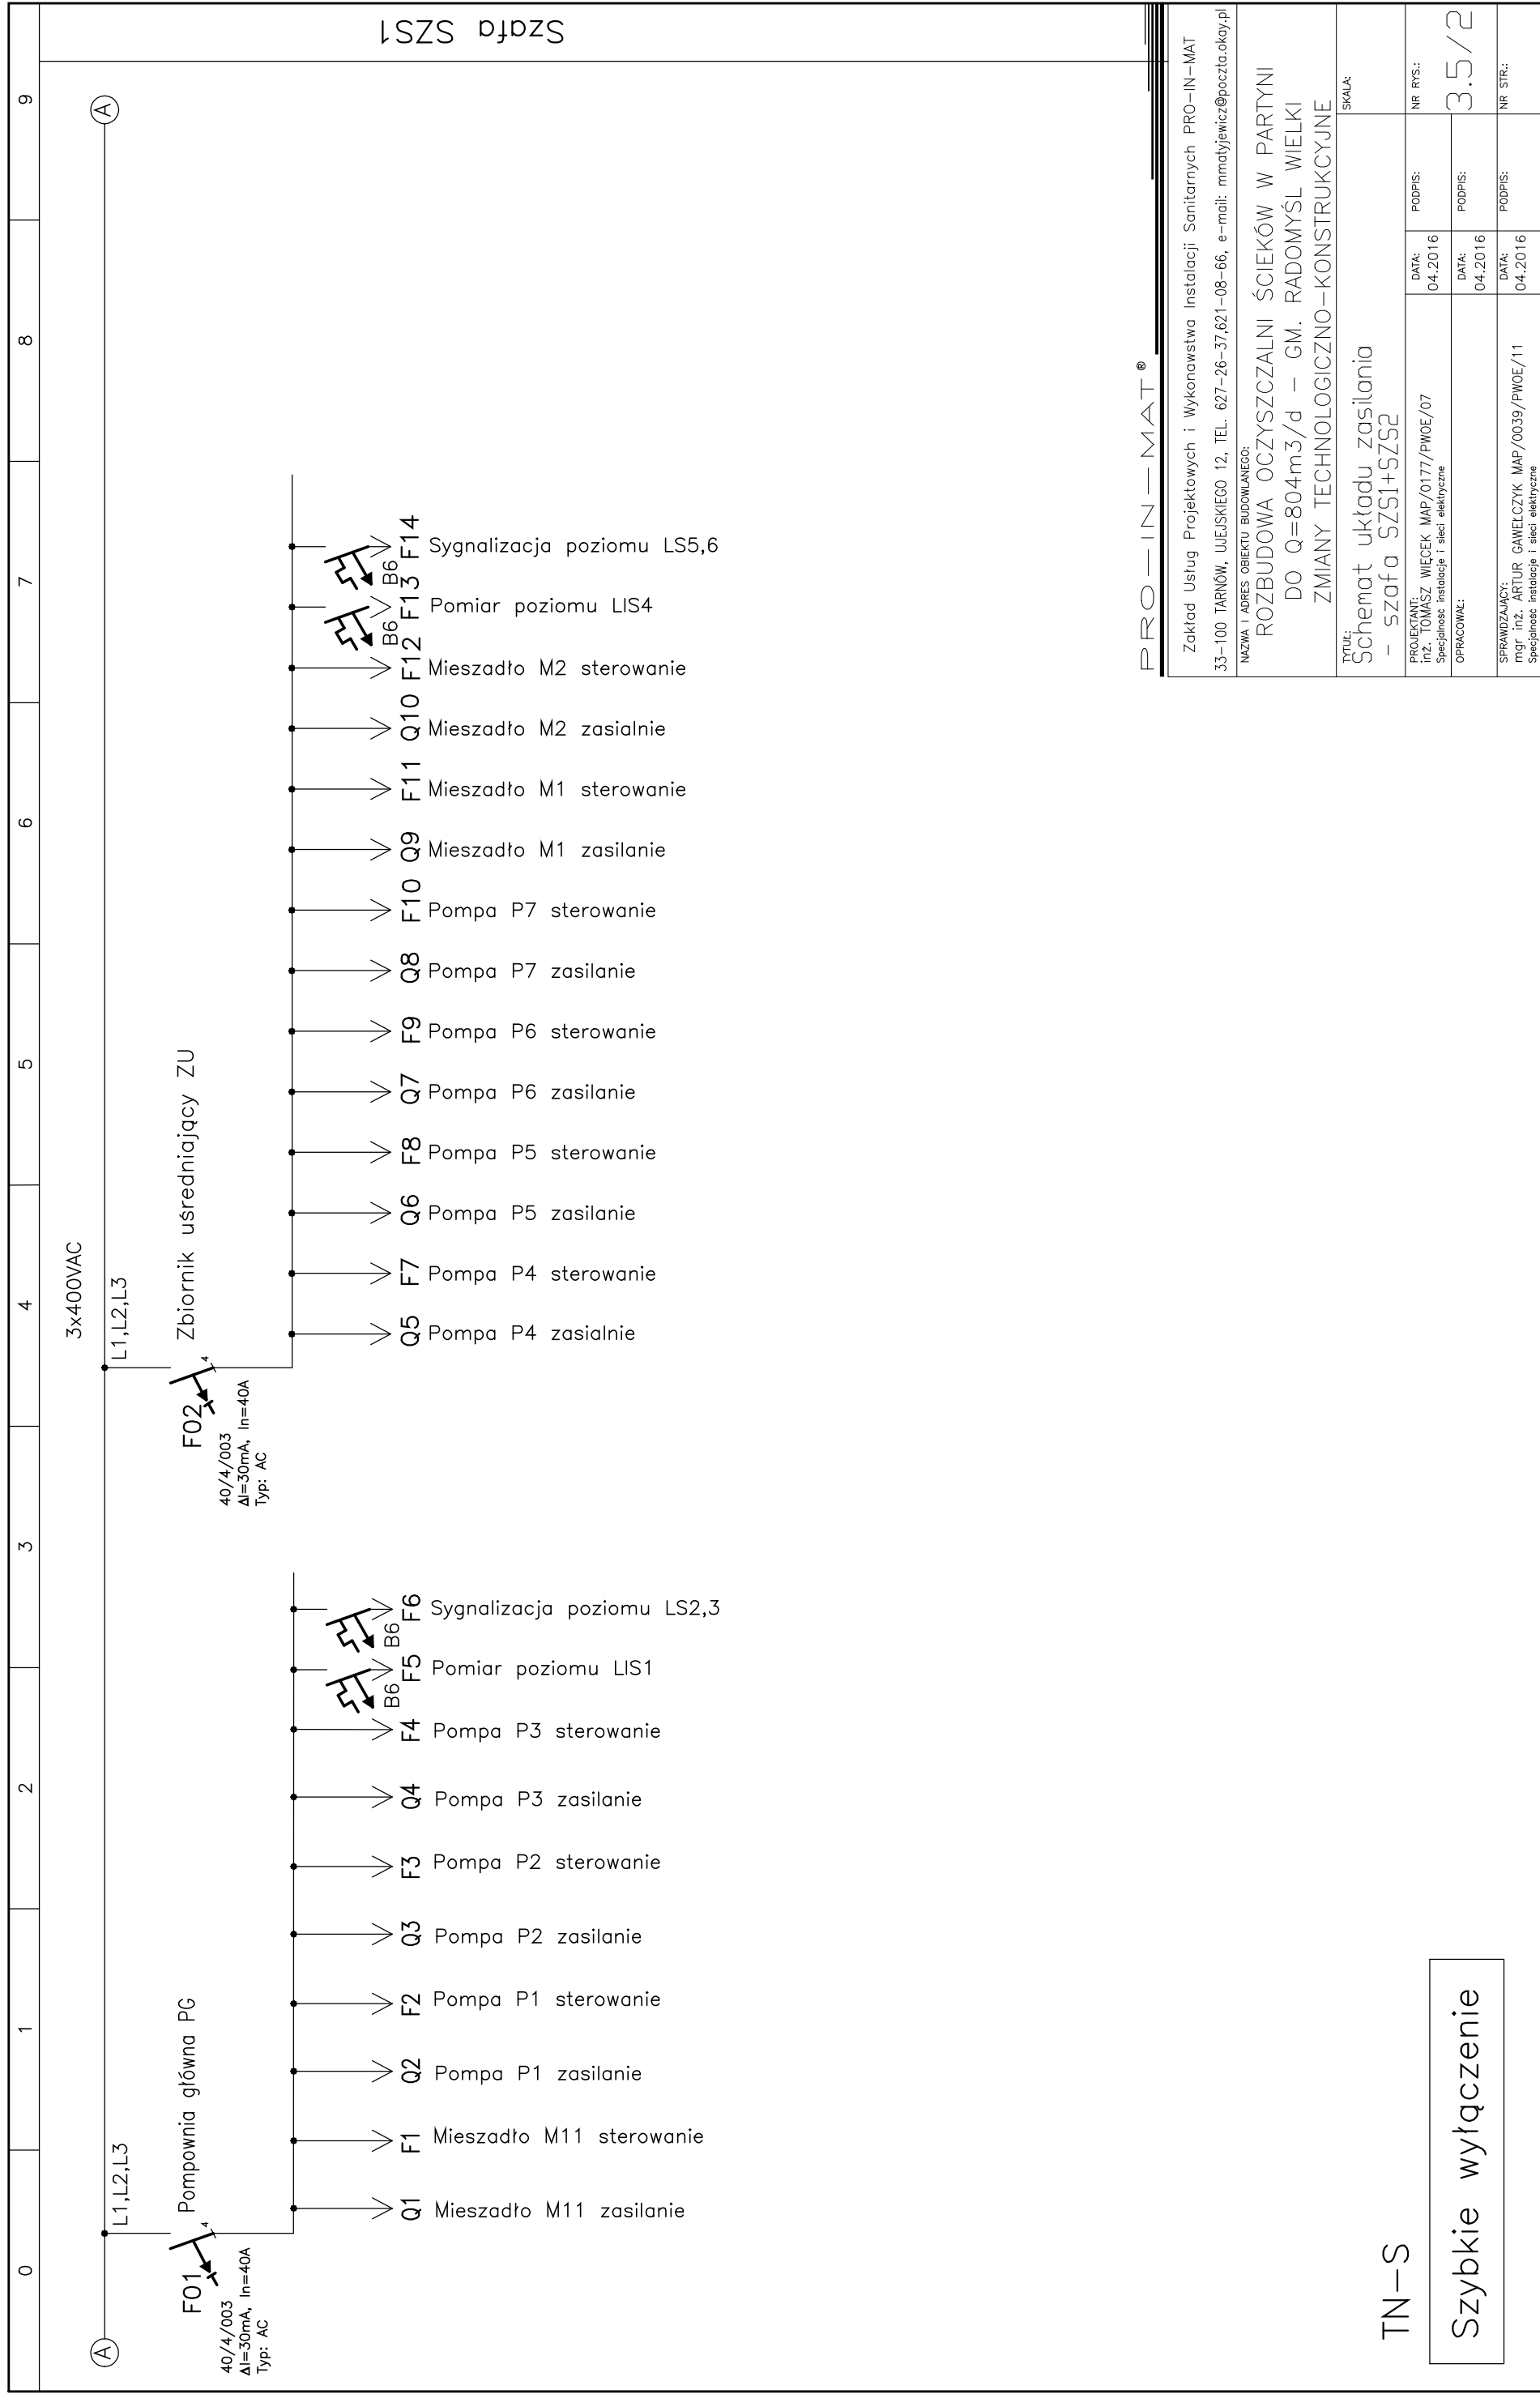 0 1 2 3 4 5 6 7 8 9
3x400VAC
A
A
L1,L2,L3
L1,L2,L3
Pompownia główna PG
F01
4
40/4/003
ΔI=30mA, In=40A
Typ: AC
Q1 Mieszadło M11 zasilanie
F1 Mieszadło M11 sterowanie
Q2 Pompa P1 zasilanie
F2 Pompa P1 sterowanie
Q3 Pompa P2 zasilanie
F3 Pompa P2 sterowanie
Q4 Pompa P3 zasilanie
F4 Pompa P3 sterowanie
B6
F5 Pomiar poziomu LIS1
B6
F6 Sygnalizacja poziomu LS2,3
Zbiornik uśredniający ZU
F02
4
40/4/003
ΔI=30mA, In=40A
Typ: AC
Q5 Pompa P4 zasialnie
F7 Pompa P4 sterowanie
Q6 Pompa P5 zasilanie
F8 Pompa P5 sterowanie
Q7 Pompa P6 zasilanie
F9 Pompa P6 sterowanie
Q8 Pompa P7 zasilanie
F10 Pompa P7 sterowanie
Q9 Mieszadło M1 zasilanie
F11 Mieszadło M1 sterowanie
Q10 Mieszadło M2 zasialnie
F12 Mieszadło M2 sterowanie
B6
F13 Pomiar poziomu LIS4
B6
F14 Sygnalizacja poziomu LS5,6
Szafa SZS1
TN-S
Szybkie wyłączenie
PRO-IN-MAT®
Zakład Usług Projektowych i Wykonawstwa Instalacji Sanitarnych PRO-IN-MAT
33-100 TARNÓW, UJEJSKIEGO 12, TEL. 627-26-37,621-08-66, e-mail: mmatyjewicz@poczta.okay.pl
NAZWA I ADRES OBIEKTU BUDOWLANEGO:
ROZBUDOWA OCZYSZCZALNI ŚCIEKÓW W PARTYNI
DO Q=804m3/d - GM. RADOMYŚL WIELKI
ZMIANY TECHNOLOGICZNO-KONSTRUKCYJNE
TYTUŁ:
Schemat układu zasilania
- szafa SZS1+SZS2
SKALA:
PROJEKTANT:
inż. TOMASZ WIĘCEK MAP/0177/PWOE/07
Specjalność instalacje i sieci elektryczne
DATA:
04.2016
PODPIS:
NR RYS.:
3.5/2
OPRACOWAŁ:
DATA:
04.2016
PODPIS:
SPRAWDZAJĄCY:
mgr inż. ARTUR GAWEŁCZYK MAP/0039/PWOE/11
Specjalność instalacje i sieci elektryczne
DATA:
04.2016
PODPIS:
NR STR.: